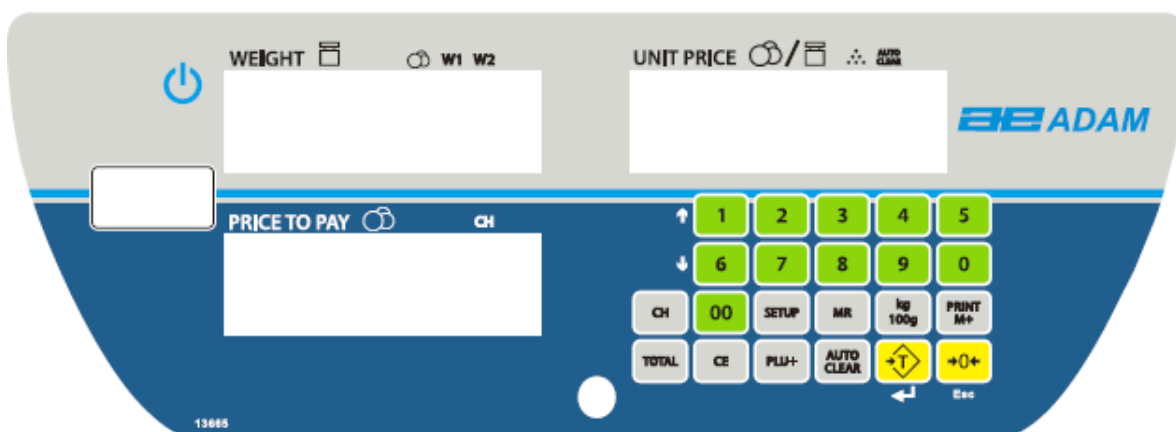 WEIGHT W1 W2
UNIT PRICE / AUTO CLEAR
ae ADAM
PRICE TO PAY CH
1 2 3 4 5
6 7 8 9 0
CH 00 SETUP MR kg 100g PRINT M+
TOTAL CE PLU+ AUTO CLEAR →T →0←
Esc
13665